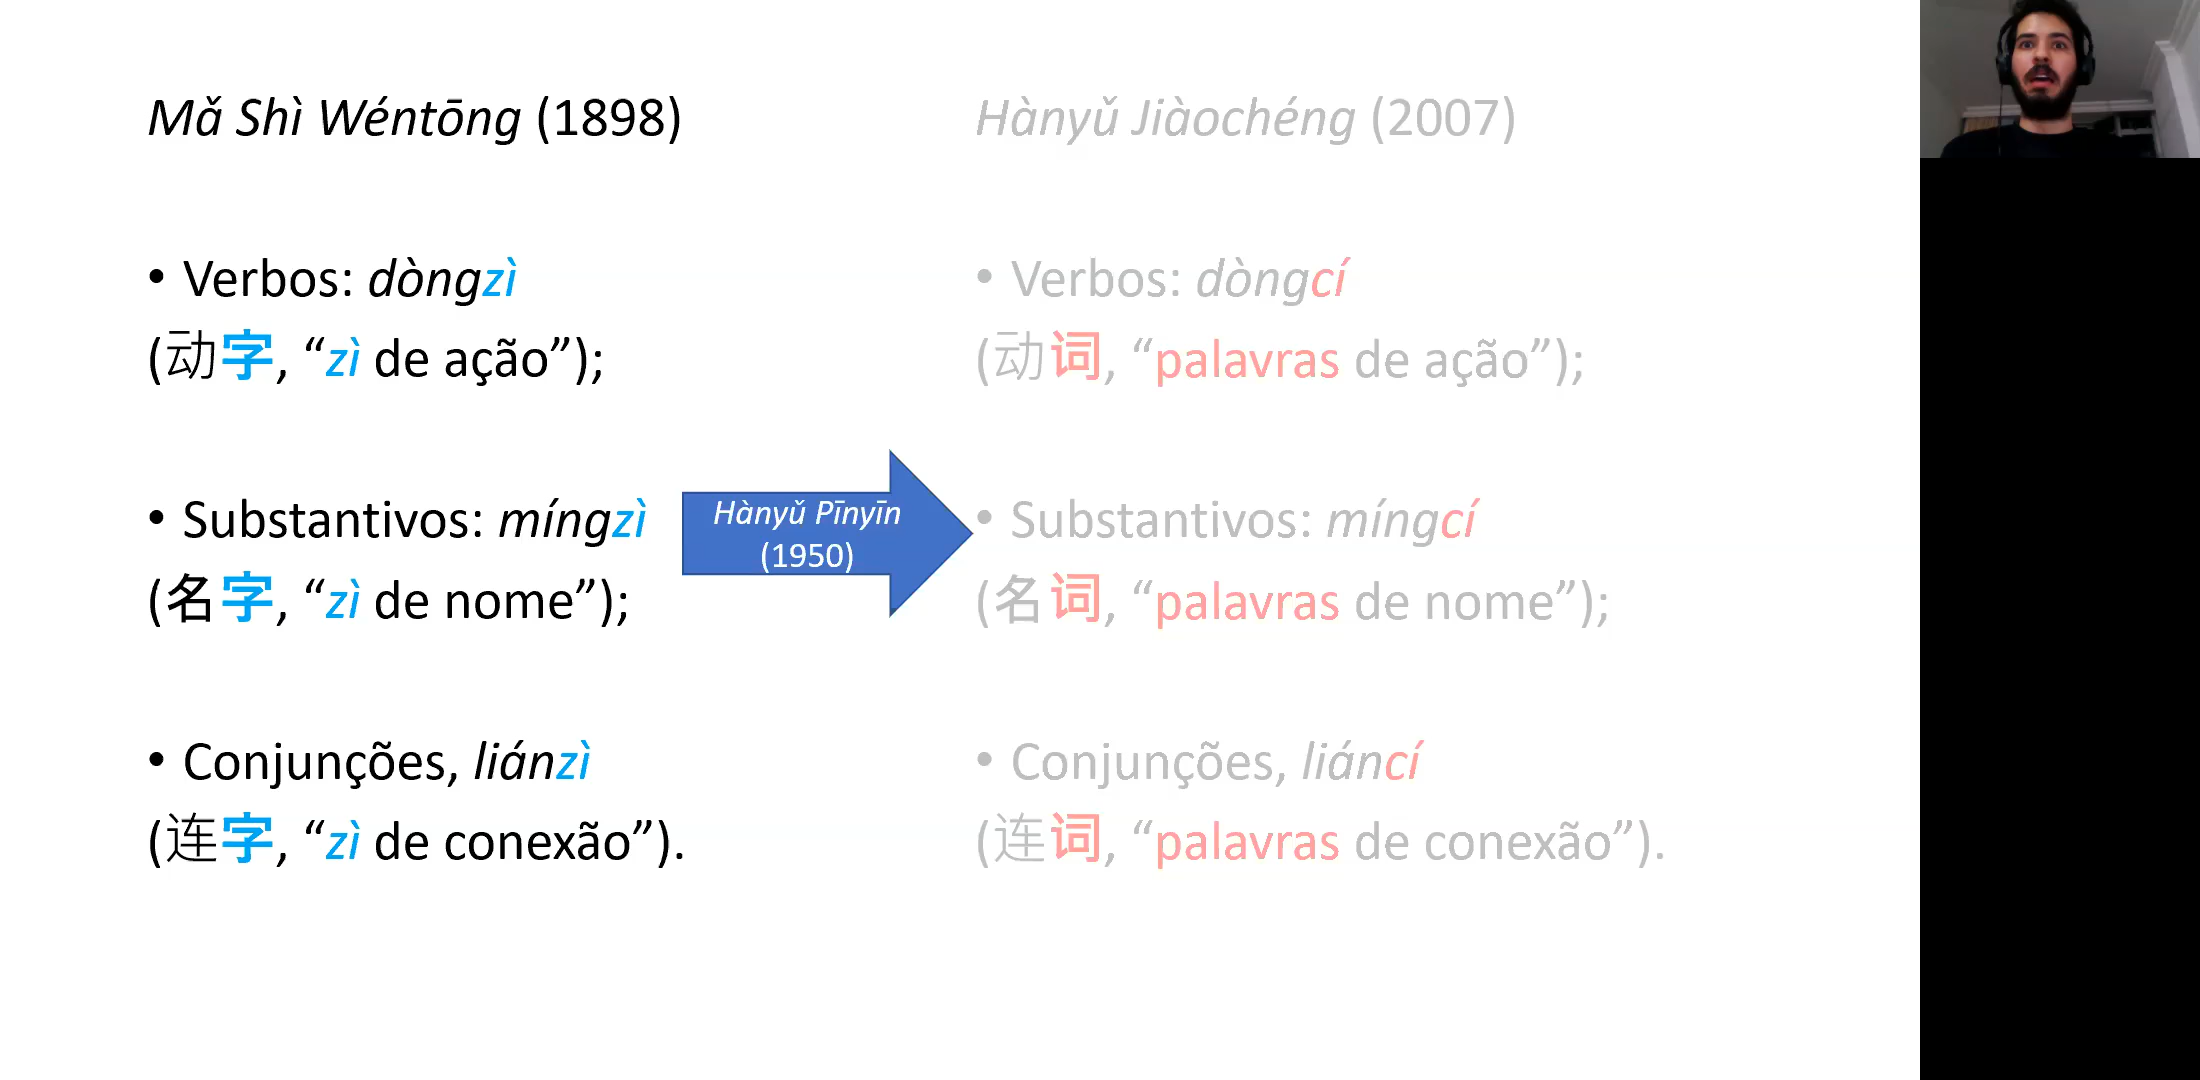 Mǎ Shì Wéntōng (1898)
• Verbos: dòngzì
(动字, “zì de ação”);
• Substantivos: míngzì
(名字, “zì de nome”);
• Conjunções, liánzì
(连字, “zì de conexão”).
Hànyǔ Pīnyīn
(1950)
Hànyǔ Jiàochéng (2007)
• Verbos: dòngcí
(动词, “palavras de ação”);
• Substantivos: míngcí
(名词, “palavras de nome”);
• Conjunções, liáncí
(连词, “palavras de conexão”).